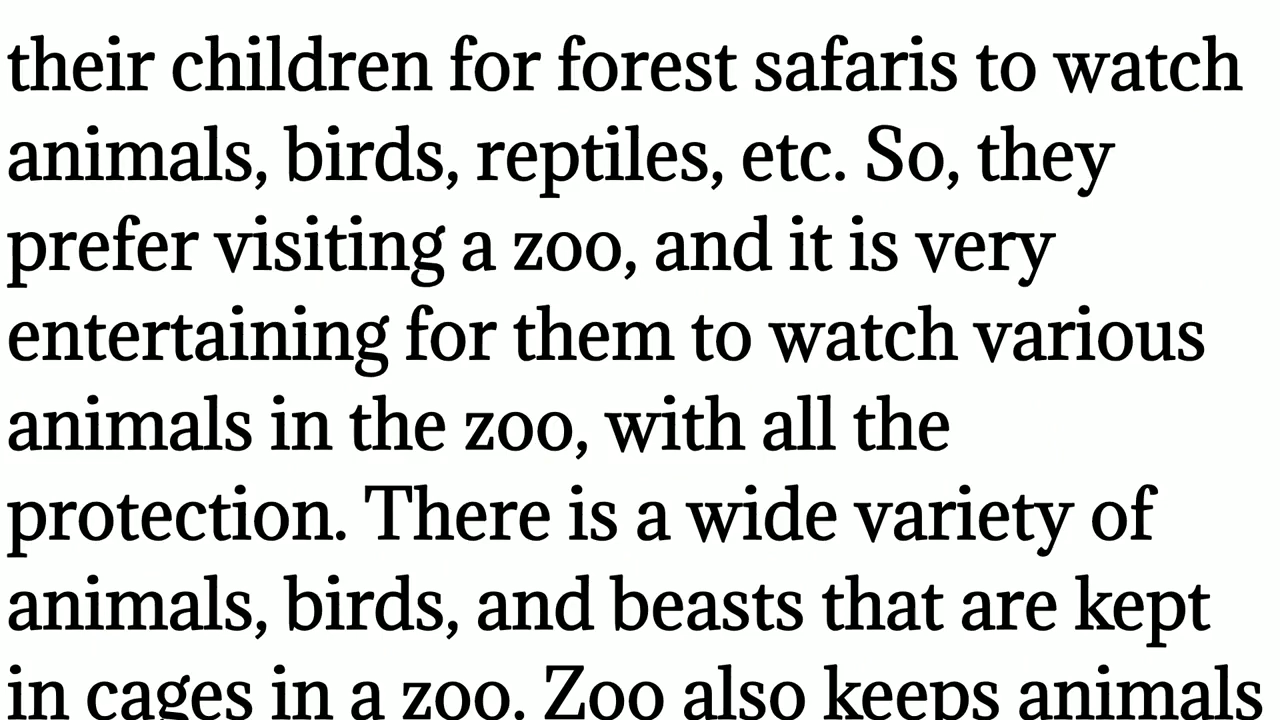 their children for forest safaris to watch
animals, birds, reptiles, etc. So, they
prefer visiting a zoo, and it is very
entertaining for them to watch various
animals in the zoo, with all the
protection. There is a wide variety of
animals, birds, and beasts that are kept
in cages in a zoo. Zoo also keeps animals